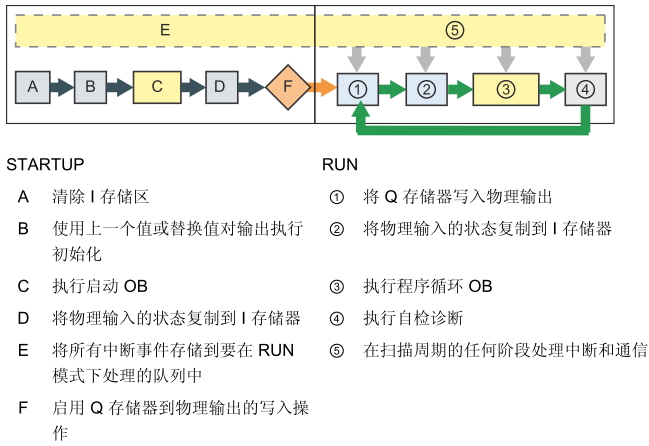 E
⑤
A
B
C
D
F
①
②
③
④
STARTUP
RUN
A 清除 I 存储区
① 将 Q 存储器写入物理输出
B 使用上一个值或替换值对输出执行
初始化
② 将物理输入的状态复制到 I 存储器
C 执行启动 OB
③ 执行程序循环 OB
D 将物理输入的状态复制到 I 存储器
④ 执行自检诊断
E 将所有中断事件存储到要在 RUN
模式下处理的队列中
⑤ 在扫描周期的任何阶段处理中断和通信
F 启用 Q 存储器到物理输出的写入操
作